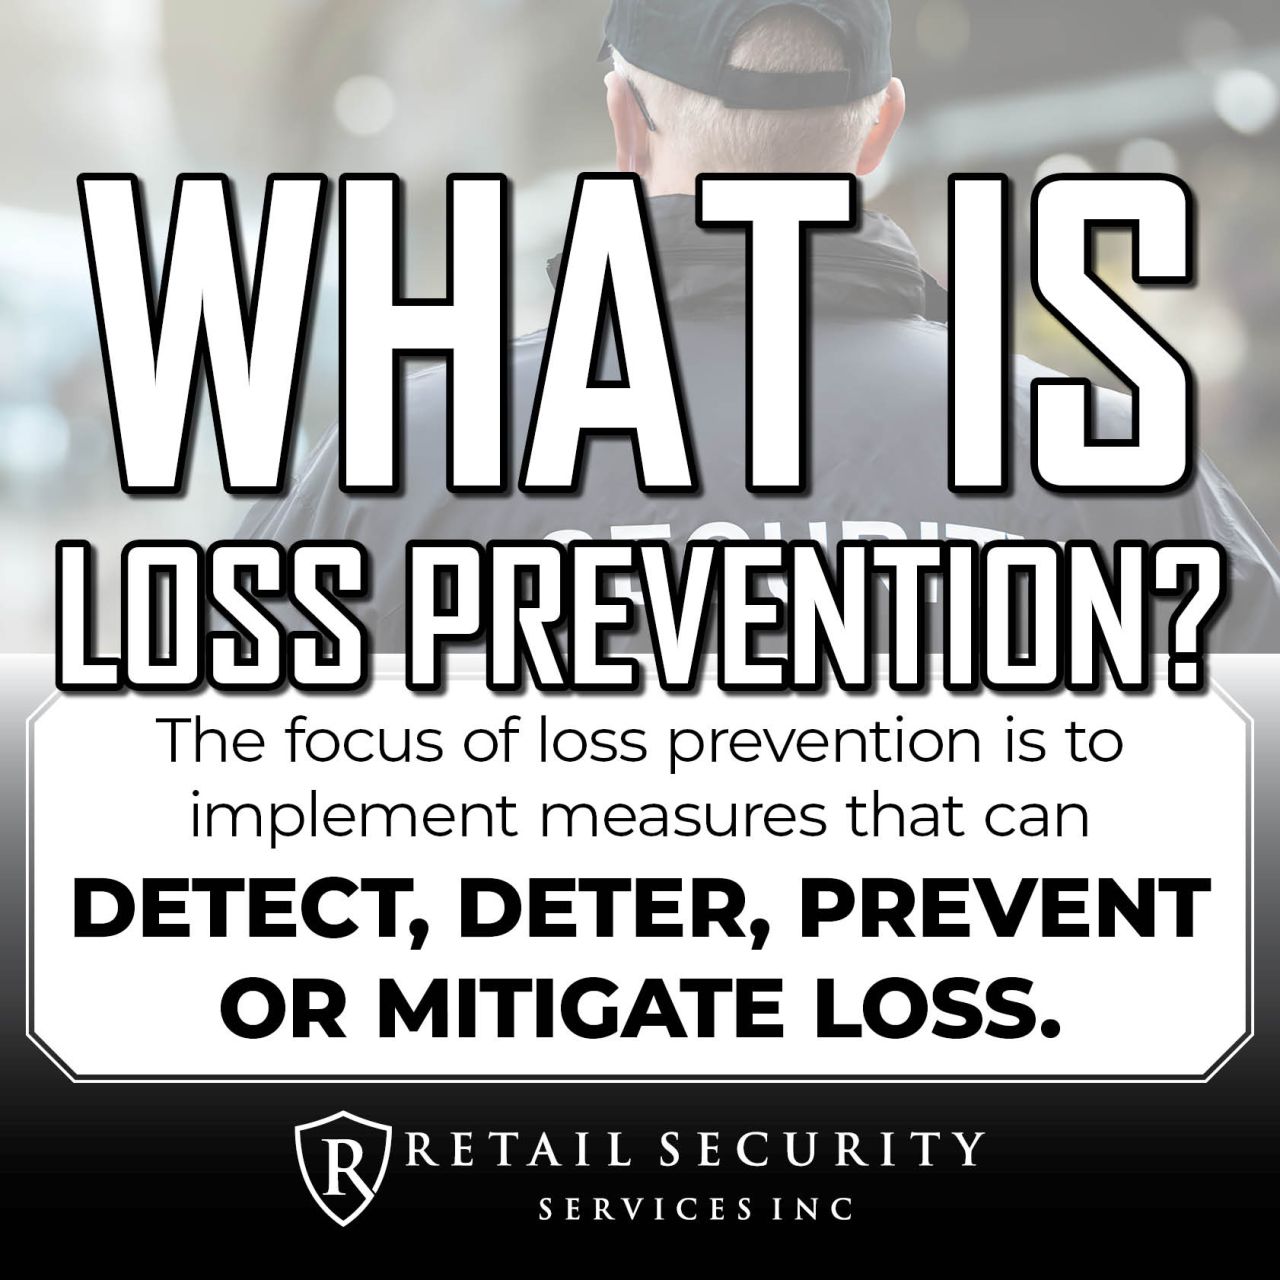 WHAT IS
SECURITY
LOSS PREVENTION?
The focus of loss prevention is to
implement measures that can
DETECT, DETER, PREVENT
OR MITIGATE LOSS.
R RETAIL SECURITY
SERVICES INC